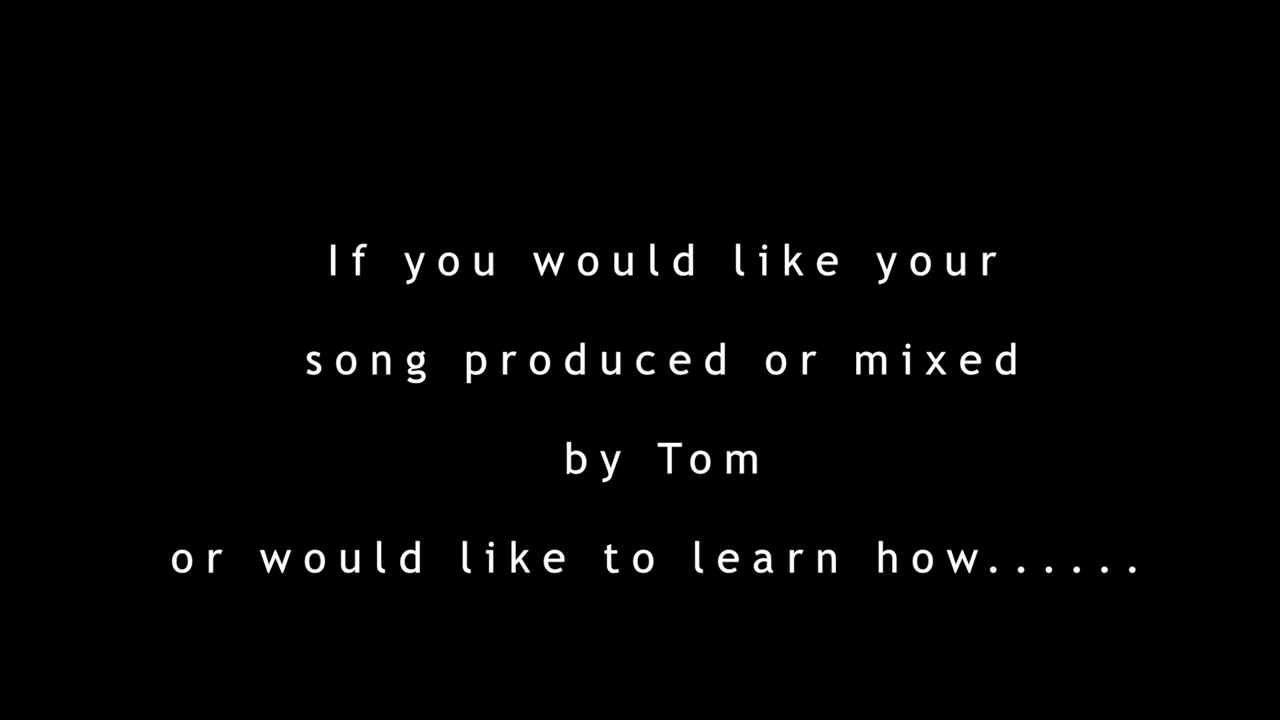 If you would like your
song produced or mixed
by Tom
or would like to learn how......